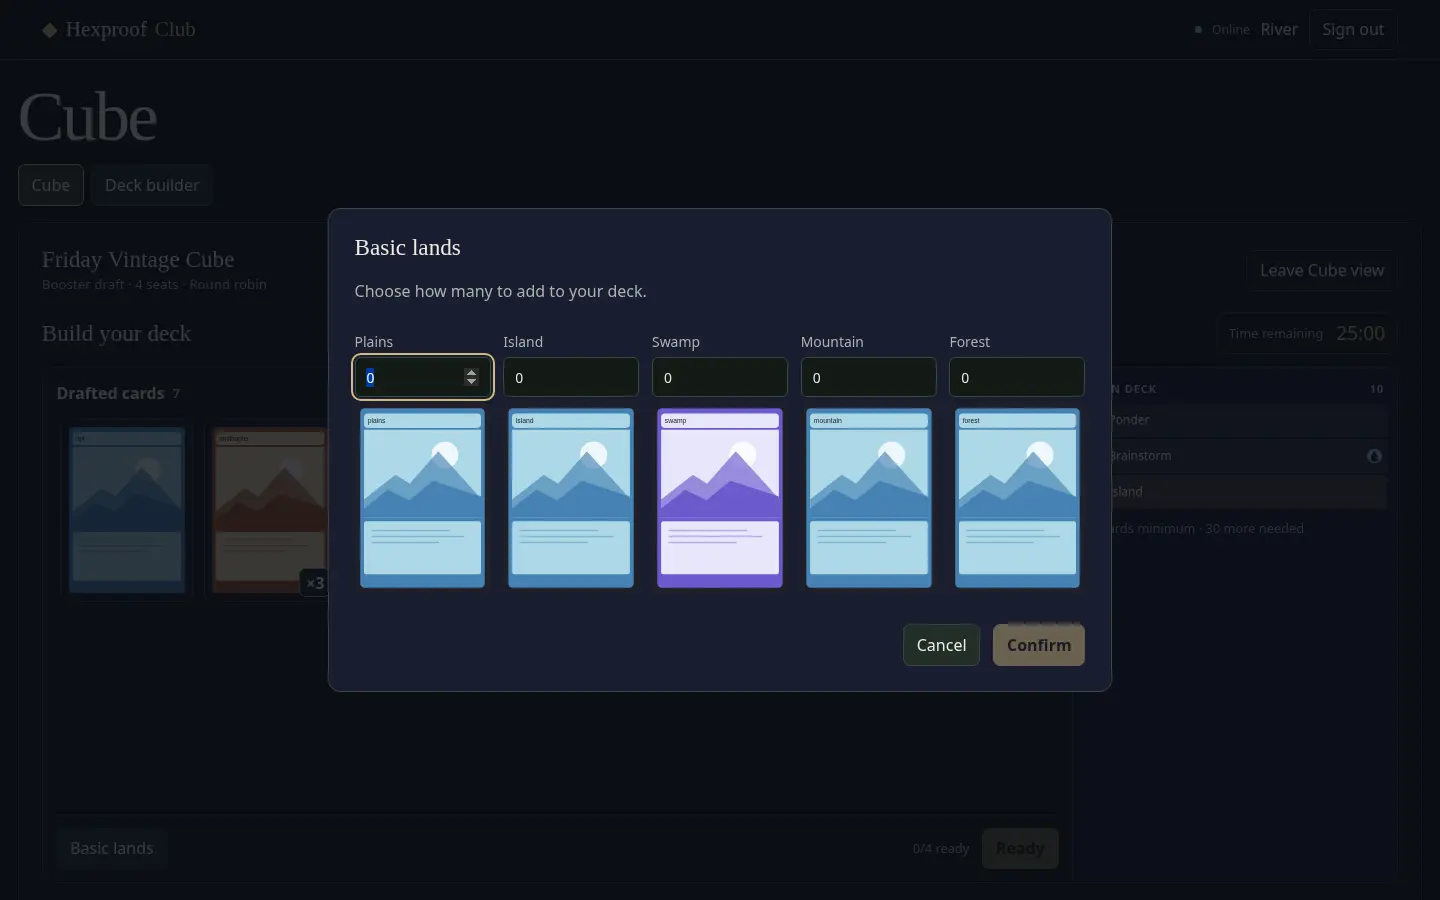 Hexproof Club
Online River Sign out
Cube
Cube Deck builder
Friday Vintage Cube
Booster draft · 4 seats · Round robin
Leave Cube view
Build your deck
Time remaining 25:00
Drafted cards 7
×3
DECK 10
Ponder
Brainstorm
sland
minimum · 30 more needed
Basic lands
Choose how many to add to your deck.
Plains Island Swamp Mountain Forest
0 0 0 0 0
plains island swamp mountain forest
Cancel Confirm
Basic lands
0/4 ready Ready